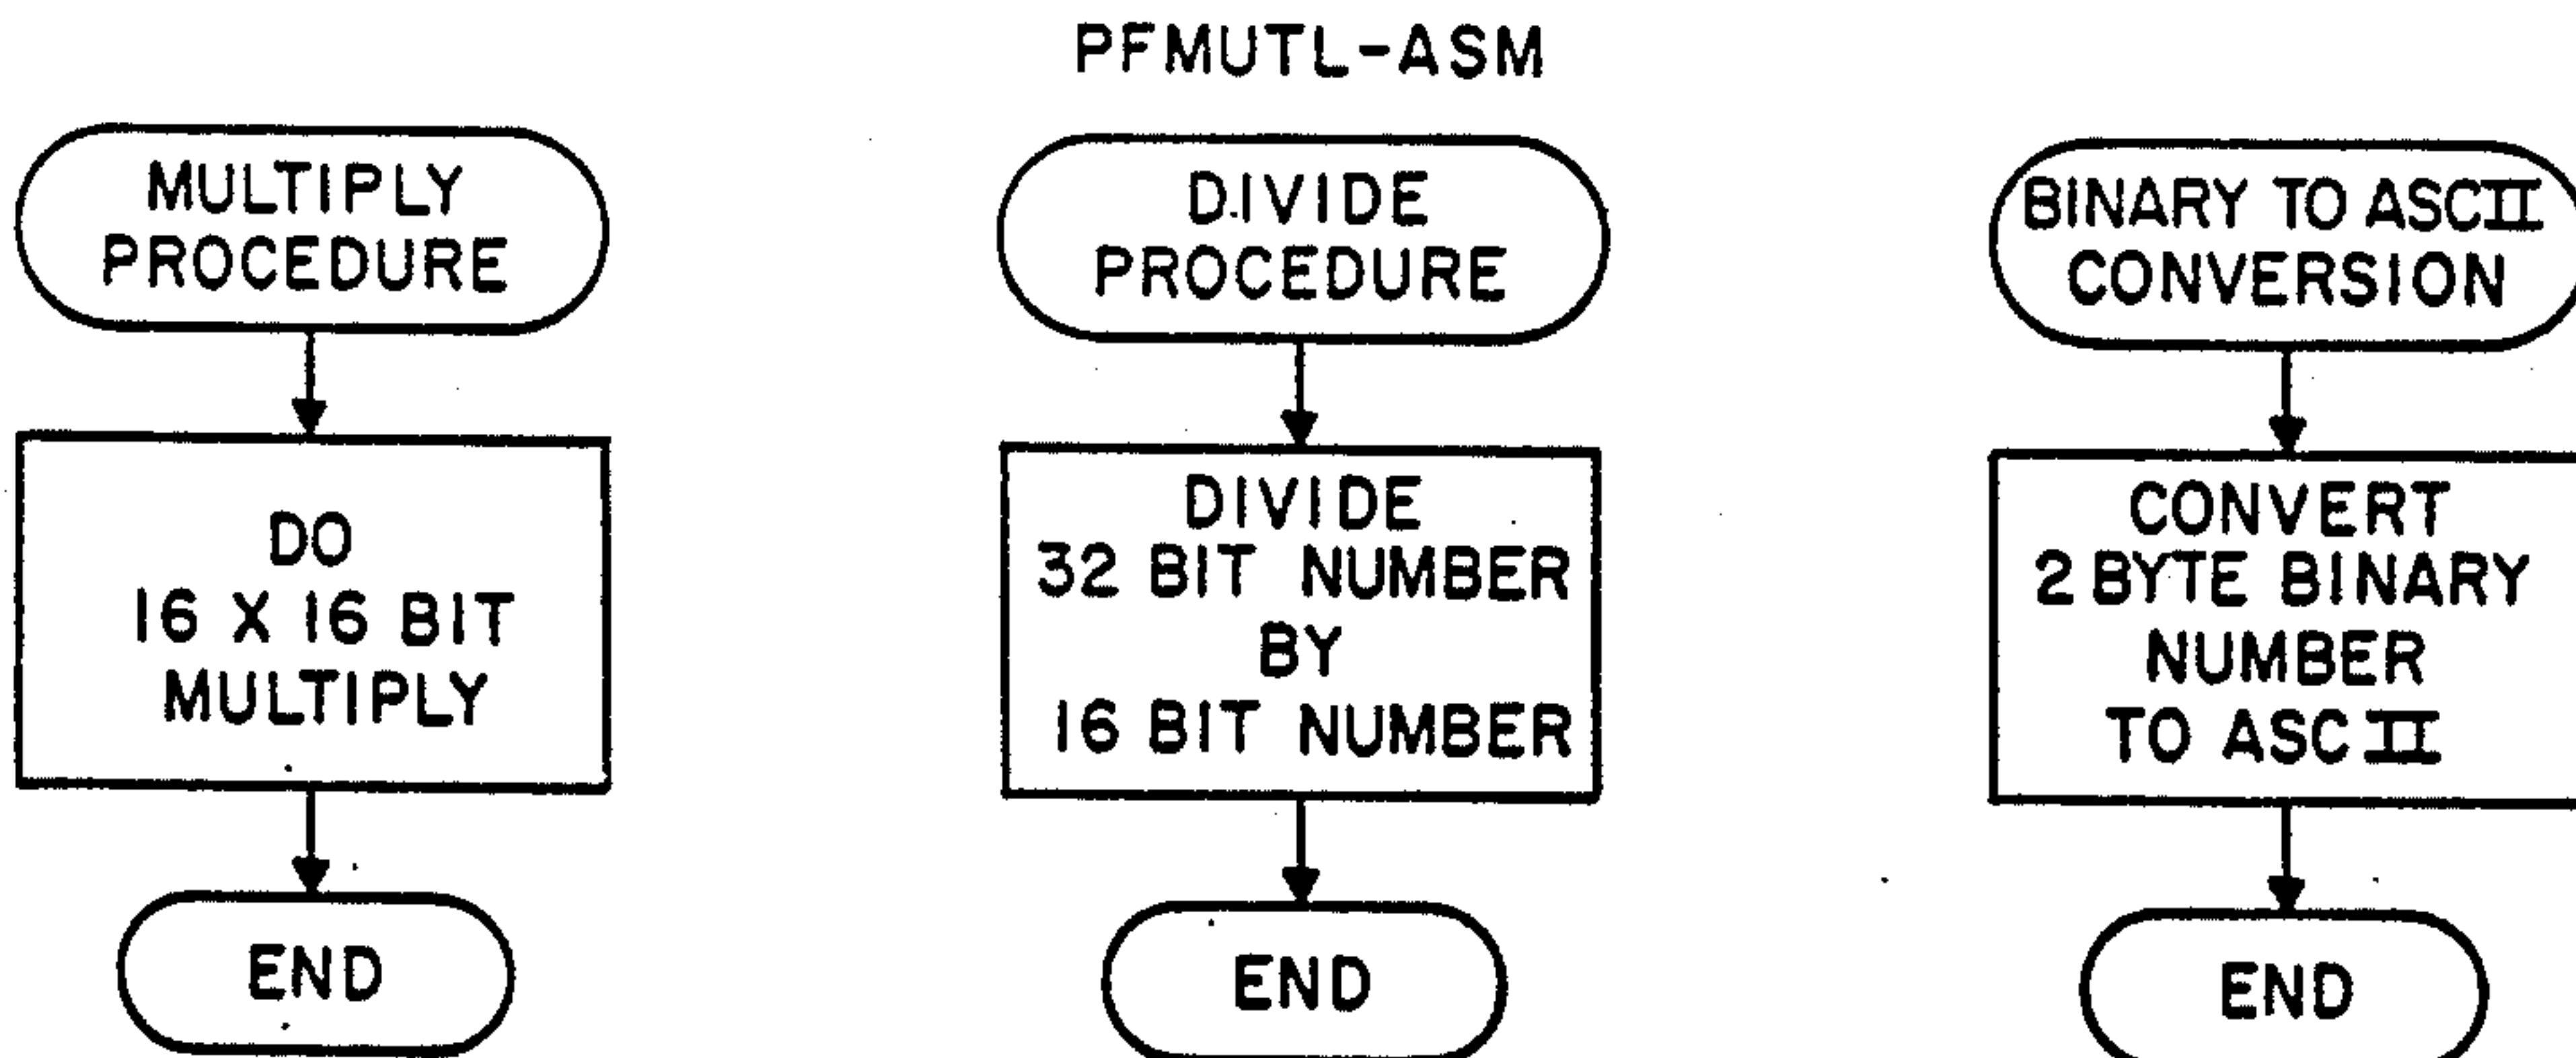 PFMUTL-ASM
MULTIPLY
PROCEDURE
DO
16 X 16 BIT
MULTIPLY
END
DIVIDE
PROCEDURE
DIVIDE
32 BIT NUMBER
BY
16 BIT NUMBER
END
BINARY TO ASCII
CONVERSION
CONVERT
2 BYTE BINARY
NUMBER
TO ASCII
END